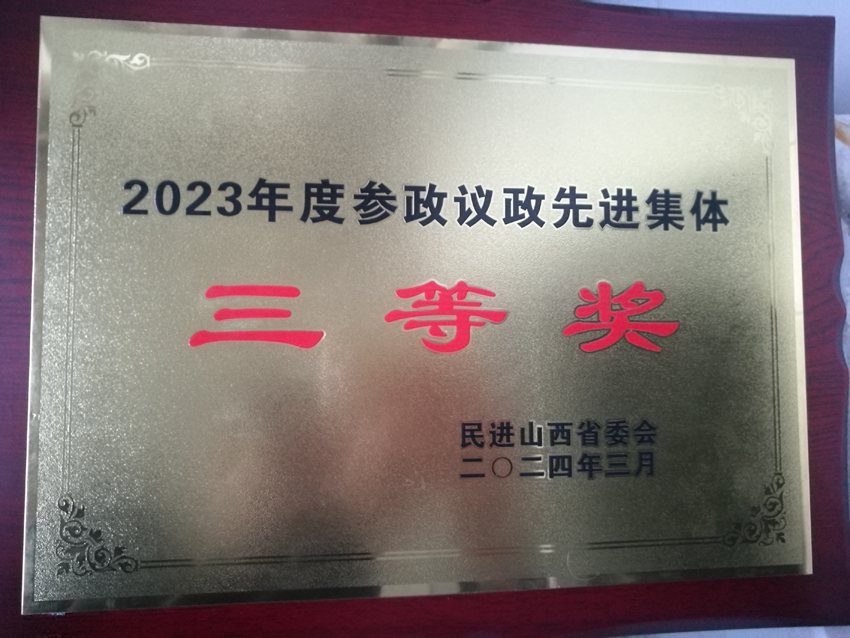 2023年度参政议政先进集体
三等奖
民进山西省委会
二〇二四年三月